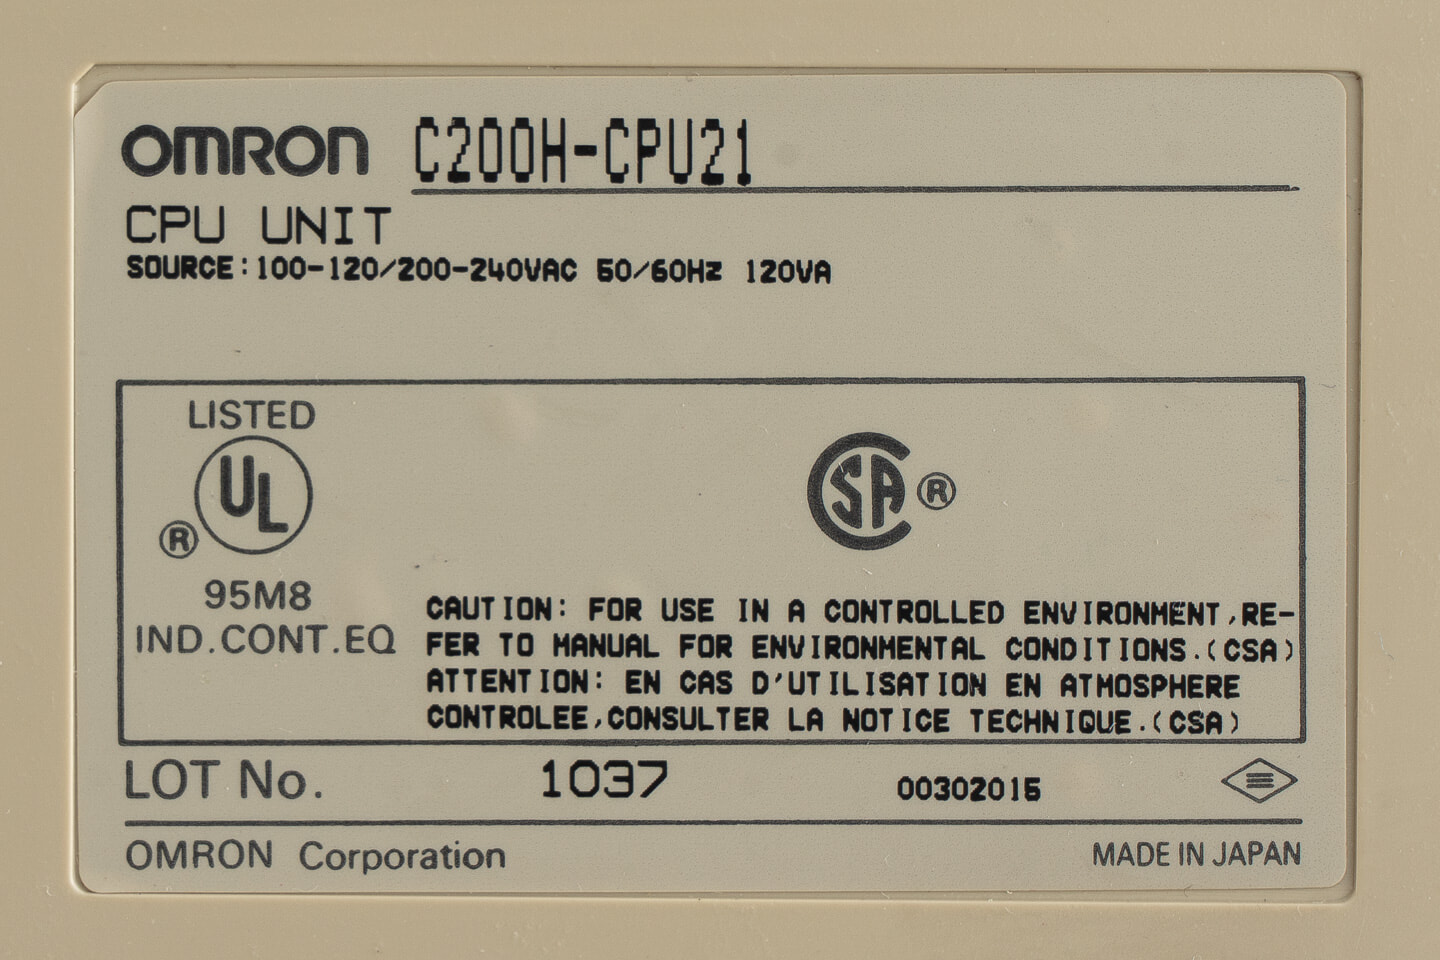 OMRON C200H-CPU21
CPU UNIT
SOURCE:100-120/200-240VAC 50/60Hz 120VA
LISTED
UL
®
SA ®
95M8
IND.CONT.EQ
CAUTION: FOR USE IN A CONTROLLED ENVIRONMENT,RE-
FER TO MANUAL FOR ENVIRONMENTAL CONDITIONS.(CSA)
ATTENTION: EN CAS D'UTILISATION EN ATMOSPHERE
CONTROLEE,CONSULTER LA NOTICE TECHNIQUE.(CSA)
LOT No. 1037 00302015
OMRON Corporation MADE IN JAPAN